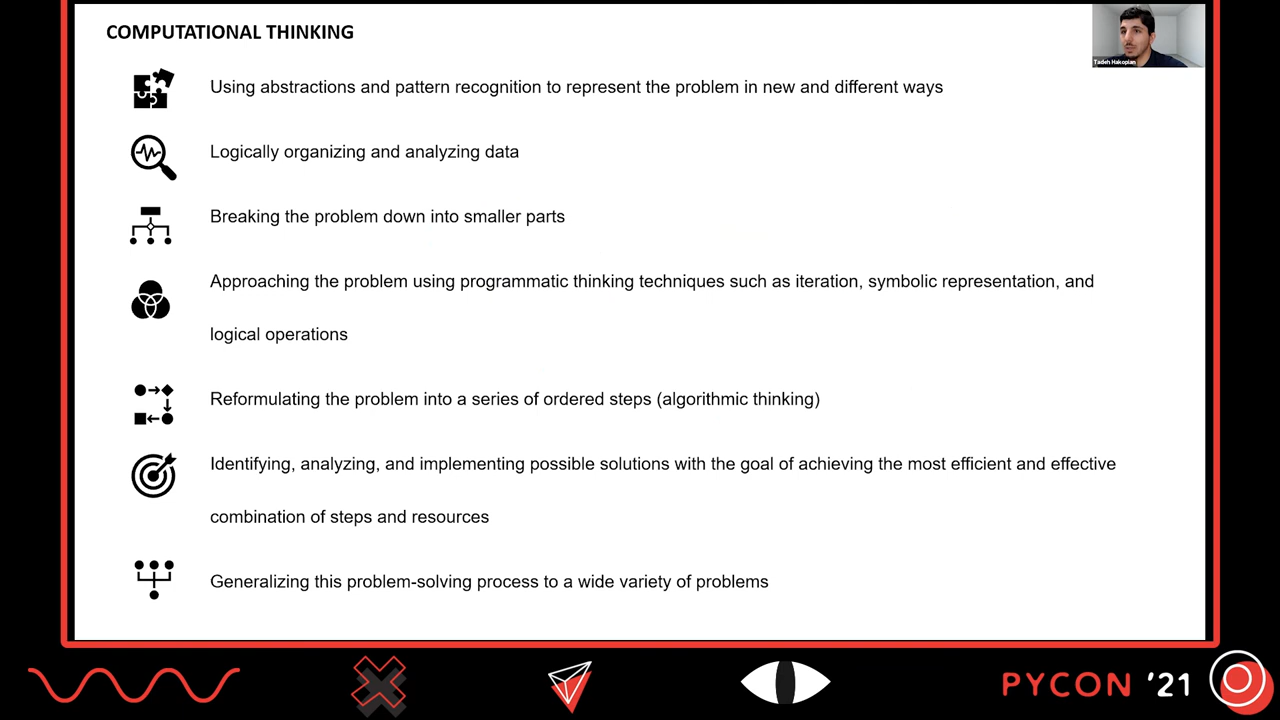 COMPUTATIONAL THINKING
Tadeh Hakopian
Using abstractions and pattern recognition to represent the problem in new and different ways
Logically organizing and analyzing data
Breaking the problem down into smaller parts
Approaching the problem using programmatic thinking techniques such as iteration, symbolic representation, and
logical operations
Reformulating the problem into a series of ordered steps (algorithmic thinking)
Identifying, analyzing, and implementing possible solutions with the goal of achieving the most efficient and effective
combination of steps and resources
Generalizing this problem-solving process to a wide variety of problems
PYCON '21